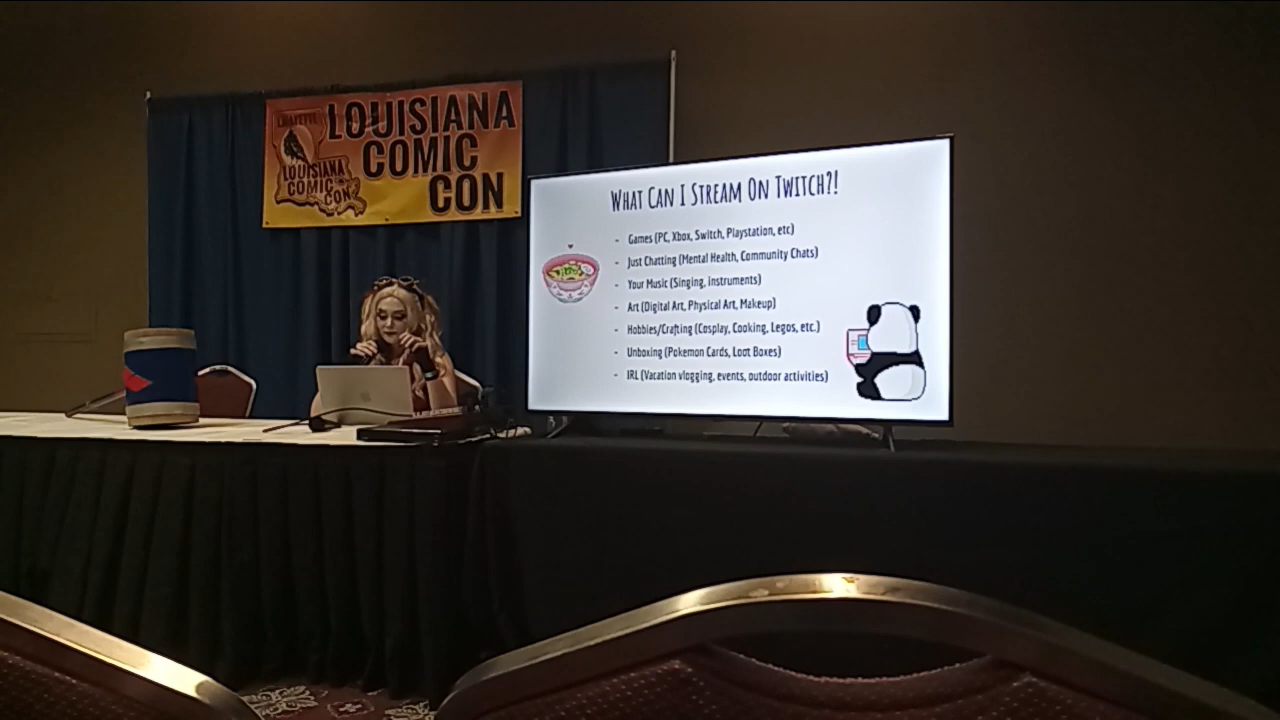 LAFAYETTE
LOUISIANA
COMIC
CON
LOUISIANA
COMIC
CON
WHAT CAN I STREAM ON TWITCH?!
- Games (PC, Xbox, Switch, Playstation, etc)
- Just Chatting (Mental Health, Community Chats)
- Your Music (Singing, instruments)
- Art (Digital Art, Physical Art, Makeup)
- Hobbies/Crafting (Cosplay, Cooking, Legos, etc.)
- Unboxing (Pokemon Cards, Loot Boxes)
- IRL (Vacation vlogging, events, outdoor activities)